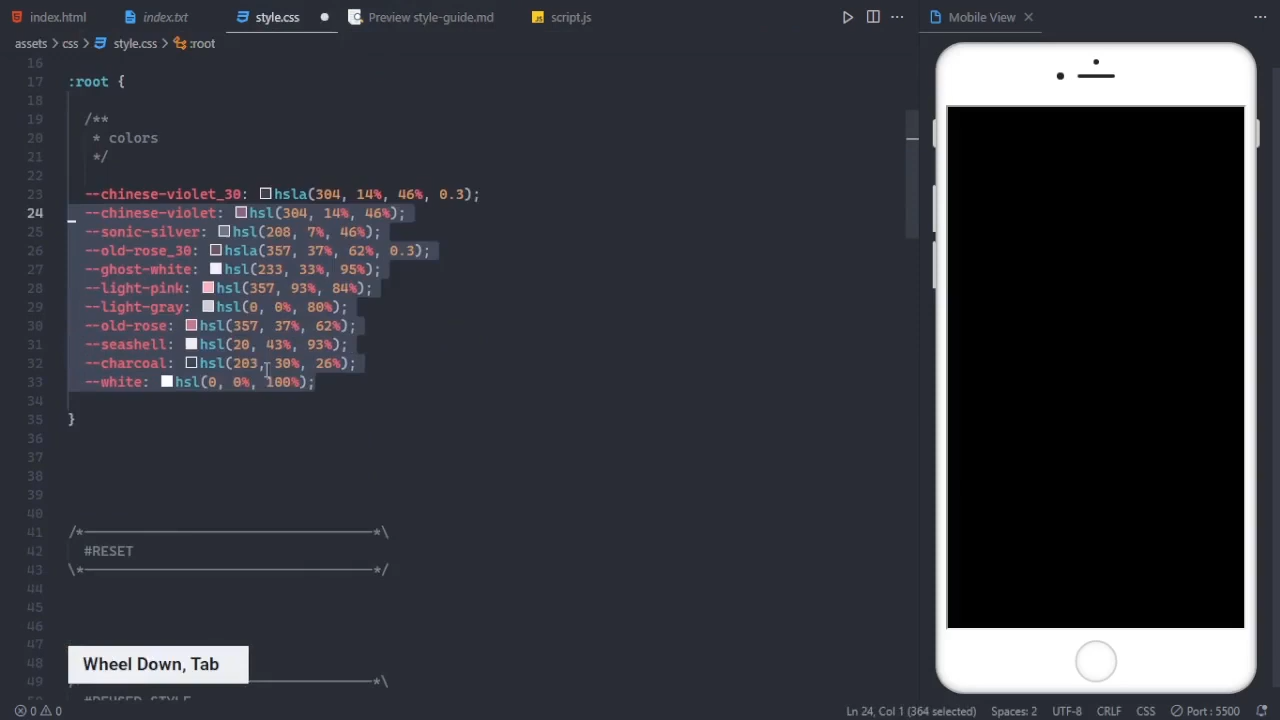 index.html index.txt style.css Preview style-guide.md script.js Mobile View
assets > css > style.css > :root
16
17 :root {
18
19 /**
20 * colors
21 */
22
23 --chinese-violet_30: hsla(304, 14%, 46%, 0.3);
24 --chinese-violet: hsl(304, 14%, 46%);
25 --sonic-silver: hsl(208, 7%, 46%);
26 --old-rose_30: hsla(357, 37%, 62%, 0.3);
27 --ghost-white: hsl(233, 33%, 95%);
28 --light-pink: hsl(357, 93%, 84%);
29 --light-gray: hsl(0, 0%, 80%);
30 --old-rose: hsl(357, 37%, 62%);
31 --seashell: hsl(20, 43%, 93%);
32 --charcoal: hsl(203, 30%, 26%);
33 --white: hsl(0, 0%, 100%);
34
35 }
36
37
38
39
40
41 /*-----------------------------------*\
42 #RESET
43 \*-----------------------------------*/
44
45
46
47
48
Wheel Down, Tab
49 -----------------------------------*\
#REUSED STYLE
0 0 Ln 24, Col 1 (364 selected) Spaces: 2 UTF-8 CRLF CSS Port : 5500